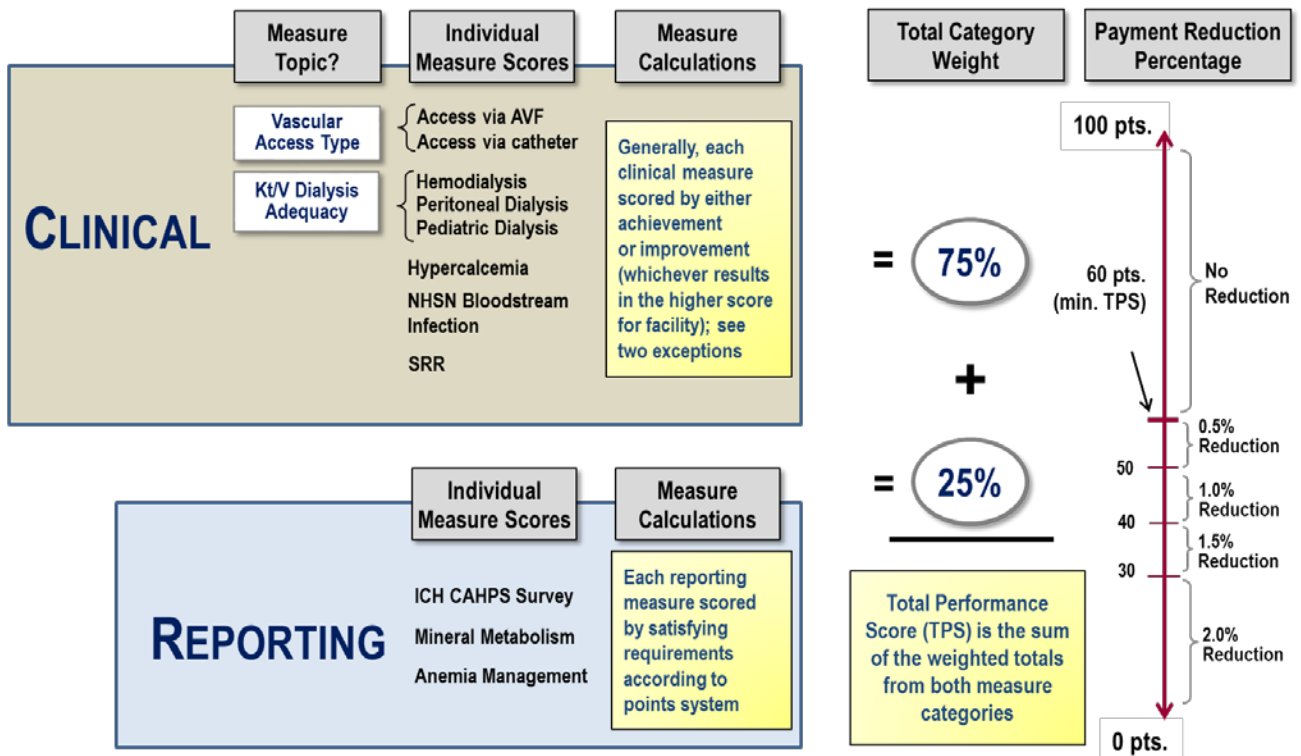 Measure
Topic?
Individual
Measure Scores
Measure
Calculations
CLINICAL
Vascular
Access Type
Access via AVF
Access via catheter
Kt/V Dialysis
Adequacy
Hemodialysis
Peritoneal Dialysis
Pediatric Dialysis
Hypercalcemia
NHSN Bloodstream
Infection
SRR
Generally, each
clinical measure
scored by either
achievement
or improvement
(whichever results
in the higher score
for facility); see
two exceptions
Individual
Measure Scores
Measure
Calculations
REPORTING
ICH CAHPS Survey
Mineral Metabolism
Anemia Management
Each reporting
measure scored
by satisfying
requirements
according to
points system
Total Category
Weight
= 75%
+
= 25%
Total Performance
Score (TPS) is the sum
of the weighted totals
from both measure
categories
Payment Reduction
Percentage
100 pts.
No
Reduction
60 pts.
(min. TPS)
0.5%
Reduction
50
1.0%
Reduction
40
1.5%
Reduction
30
2.0%
Reduction
0 pts.